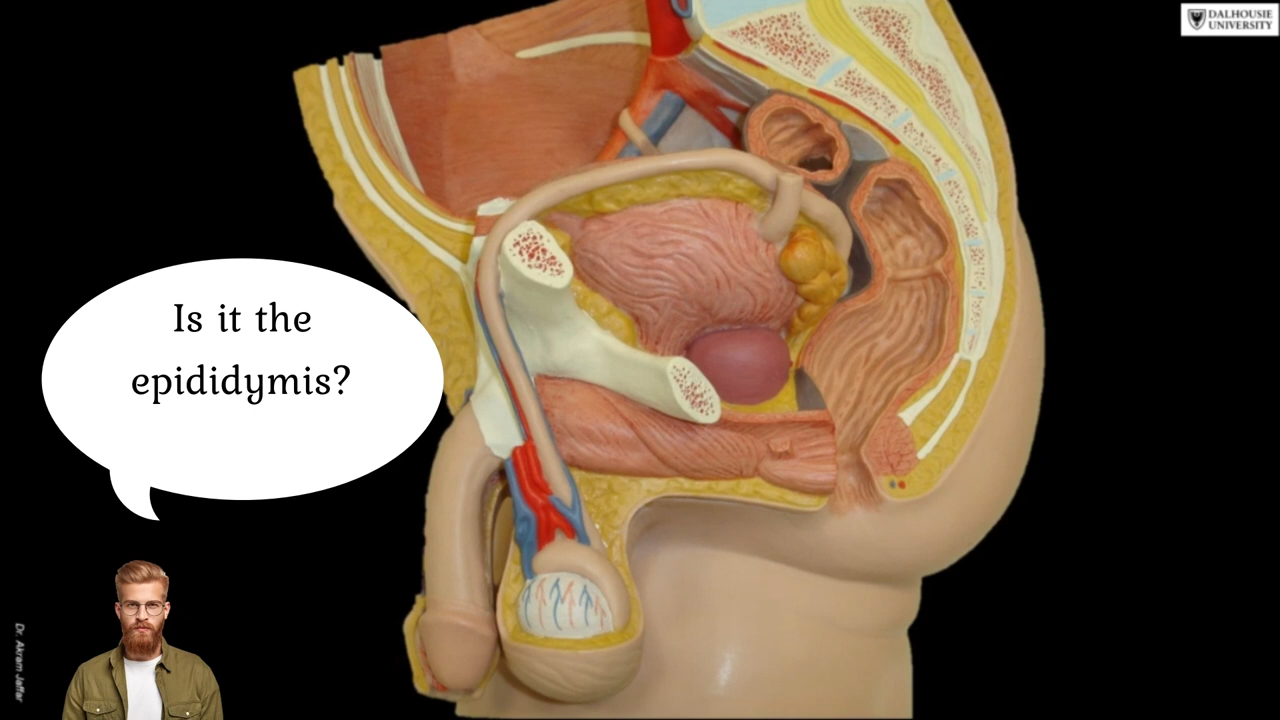 DALHOUSIE
UNIVERSITY
Is it the
epididymis?
Dr. Akram Jaffar